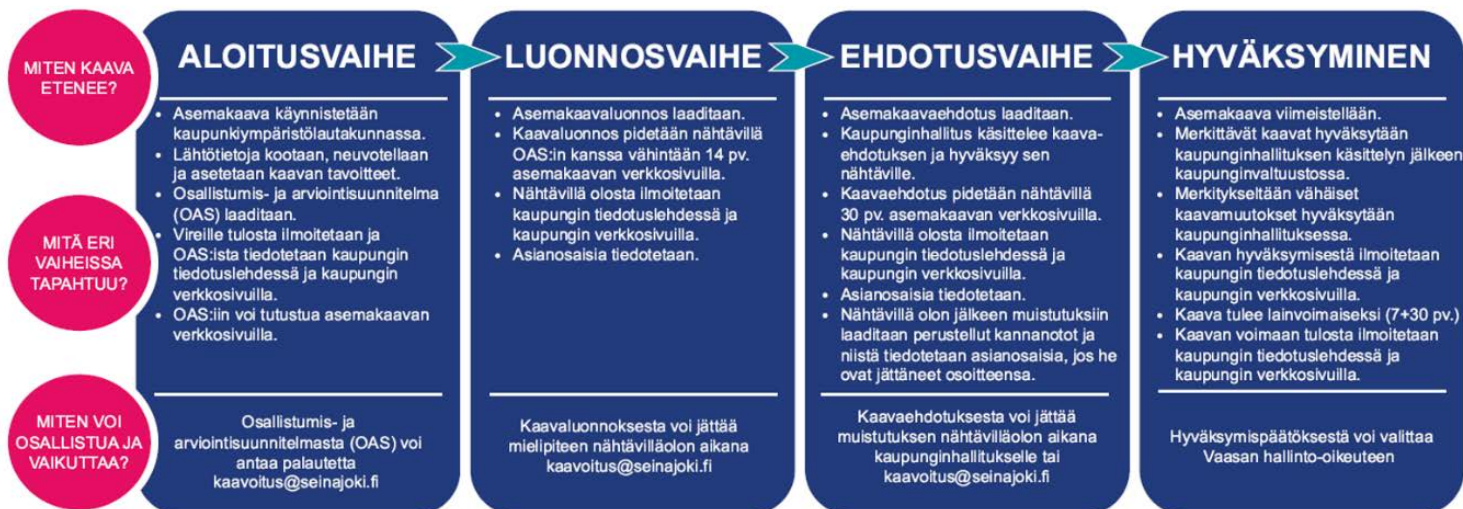 MITEN KAAVA
ETENEE?
MITÄ ERI
VAIHEISSA
TAPAHTUU?
MITEN VOI
OSALLISTUA JA
VAIKUTTAA?
ALOITUSVAIHE
• Asemakaava käynnistetään
kaupunkiympäristölautakunnassa.
• Lähtötietoja kootaan, neuvotellaan
ja asetetaan kaavan tavoitteet.
• Osallistumis- ja arviointisuunnitelma
(OAS) laaditaan.
• Vireille tulosta ilmoitetaan ja
OAS:ista tiedotetaan kaupungin
tiedotuslehdessä ja kaupungin
verkkosivuilla.
• OAS:iin voi tutustua asemakaavan
verkkosivuilla.
Osallistumis- ja
arviointisuunnitelmasta (OAS) voi
antaa palautetta
kaavoitus@seinajoki.fi
LUONNOSVAIHE
• Asemakaavaluonnos laaditaan.
• Kaavaluonnos pidetään nähtävillä
OAS:in kanssa vähintään 14 pv.
asemakaavan verkkosivuilla.
• Nähtävillä olosta ilmoitetaan
kaupungin tiedotuslehdessä ja
kaupungin verkkosivuilla.
• Asianosaisia tiedotetaan.
Kaavaluonnoksesta voi jättää
mielipiteen nähtävilläolon aikana
kaavoitus@seinajoki.fi
EHDOTUSVAIHE
• Asemakaavaehdotus laaditaan.
• Kaupunginhallitus käsittelee kaava-
ehdotuksen ja hyväksyy sen
nähtäville.
• Kaavaehdotus pidetään nähtävillä
30 pv. asemakaavan verkkosivuilla.
• Nähtävillä olosta ilmoitetaan
kaupungin tiedotuslehdessä ja
kaupungin verkkosivuilla.
• Asianosaisia tiedotetaan.
• Nähtävillä olon jälkeen muistutuksiin
laaditaan perustellut kannanotot ja
niistä tiedotetaan asianosaisia, jos he
ovat jättäneet osoitteensa.
Kaavaehdotuksesta voi jättää
muistutuksen nähtävilläolon aikana
kaupunginhallitukselle tai
kaavoitus@seinajoki.fi
HYVÄKSYMINEN
• Asemakaava viimeistellään.
• Merkittävät kaavat hyväksytään
kaupunginhallituksen käsittelyn jälkeen
kaupunginvaltuustossa.
• Merkitykseltään vähäiset
kaavamuutokset hyväksytään
kaupunginhallituksessa.
• Kaavan hyväksymisestä ilmoitetaan
kaupungin tiedotuslehdessä ja
kaupungin verkkosivuilla.
• Kaava tulee lainvoimaiseksi (7+30 pv.)
• Kaavan voimaan tulosta ilmoitetaan
kaupungin tiedotuslehdessä ja
kaupungin verkkosivuilla.
Hyväksymispäätöksestä voi valittaa
Vaasan hallinto-oikeuteen